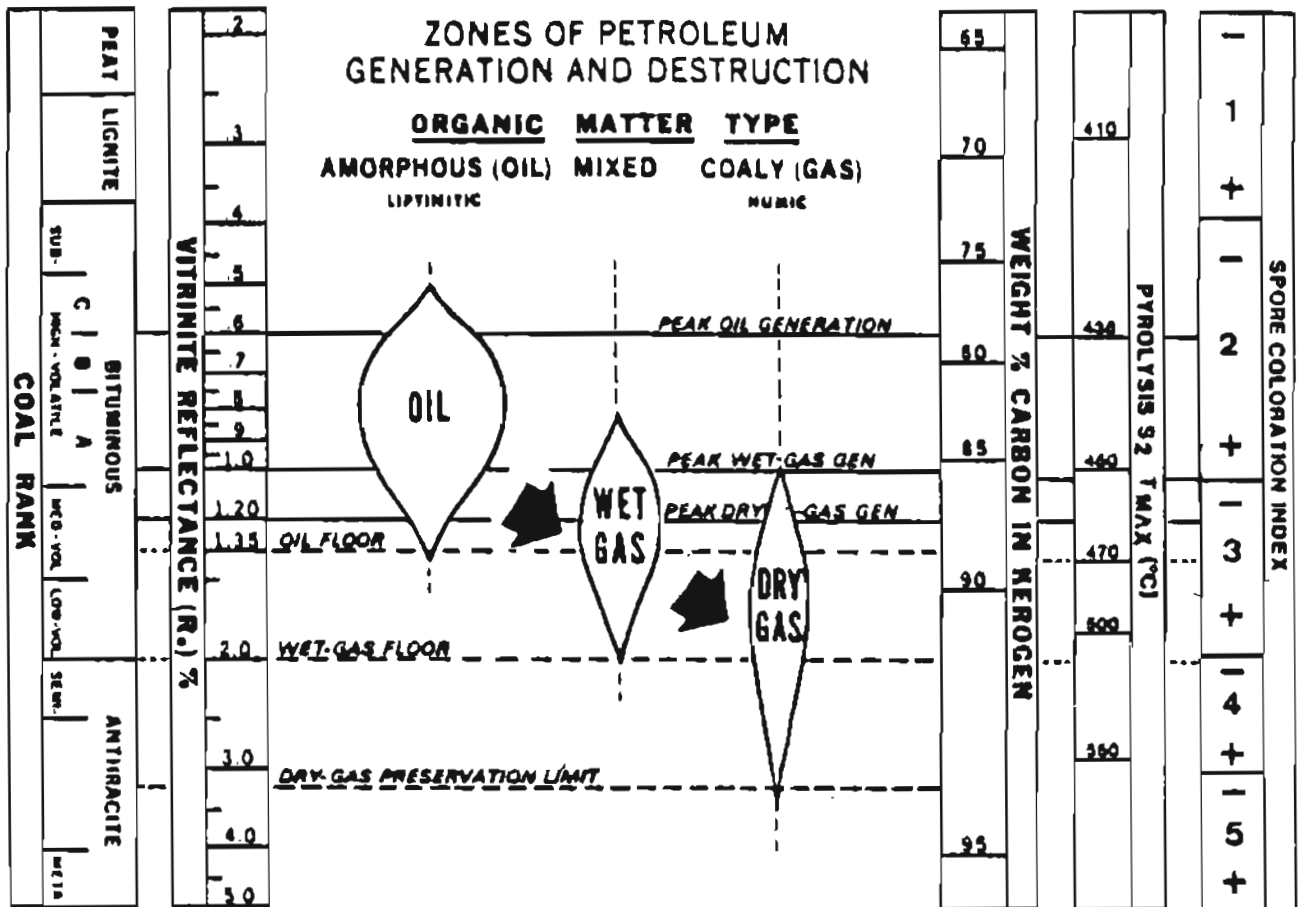 ZONES OF PETROLEUM
GENERATION AND DESTRUCTION
ORGANIC MATTER TYPE
AMORPHOUS (OIL) MIXED COALY (GAS)
LIPTINITIC HUMIC
COAL RANK
PEAT
LIGNITE
SUB-
HIGH-VOLATILE
MED-VOL
LOW-VOL
SEMI-
META
C
B
A
BITUMINOUS
ANTHRACITE
VITRINITE REFLECTANCE (R.) %
.2
.3
.4
.5
.6
.7
.8
.9
1.0
1.20
1.35
2.0
3.0
4.0
5.0
PEAK OIL GENERATION
OIL
PEAK WET-GAS GEN
WET
GAS
PEAK DRY-GAS GEN
OIL FLOOR
DRY
GAS
WET-GAS FLOOR
DRY-GAS PRESERVATION LIMIT
65
70
75
80
85
90
95
WEIGHT % CARBON IN KEROGEN
410
430
460
470
500
PYROLYSIS S2 TMAX (°C)
-
1
+
-
2
+
-
3
+
-
4
+
-
5
+
SPORE COLORATION INDEX